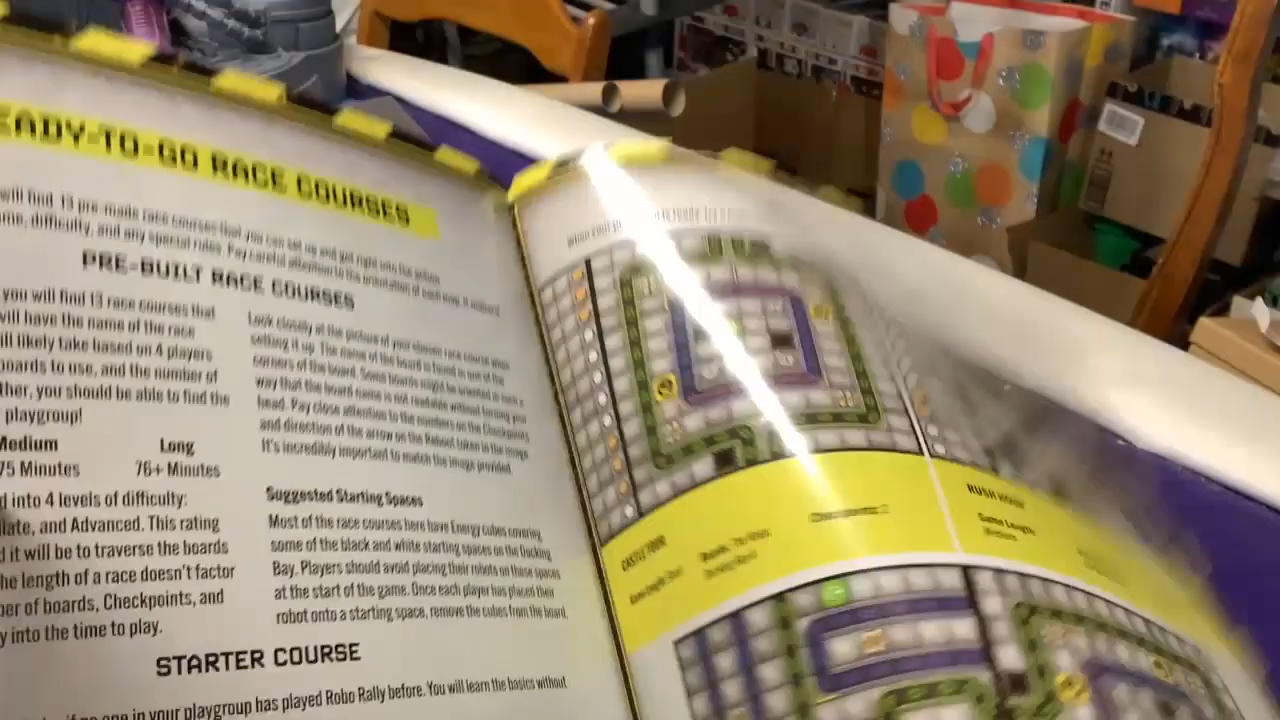 EADY-TO-GO RACE COURSES
will find 13 pre-made race courses that you can set up and get right into the action
me, difficulty, and any special rules. Pay careful attention to the orientation of each
PRE-BUILT RACE COURSES
you will find 13 race courses that
will have the name of the race
ill likely take based on 4 players
boards to use, and the number of
ther, you should be able to find the
playgroup!
Medium Long
75 Minutes 76+ Minutes
d into 4 levels of difficulty:
iate, and Advanced. This rating
d it will be to traverse the boards
he length of a race doesn't factor
ber of boards, Checkpoints, and
y into the time to play.
Look closely at the picture of your chosen race course when
setting it up. The name of the board is found in one of the
corners of the board. Some boards might be oriented in such a
way that the board name is not readable without turning your
head. Pay close attention to the numbers on the Checkpoints
and direction of the arrow on the Reboot token in the image
It's incredibly important to match the image provided.
Suggested Starting Spaces
Most of the race courses here have Energy cubes covering
some of the black and white starting spaces on the Docking
Bay. Players should avoid placing their robots on these spaces
at the start of the game. Once each player has placed their
robot onto a starting space, remove the cubes from the board.
STARTER COURSE
if no one in your playgroup has played Robo Rally before. You will learn the basics without
RUSH HOUR
Game Length: